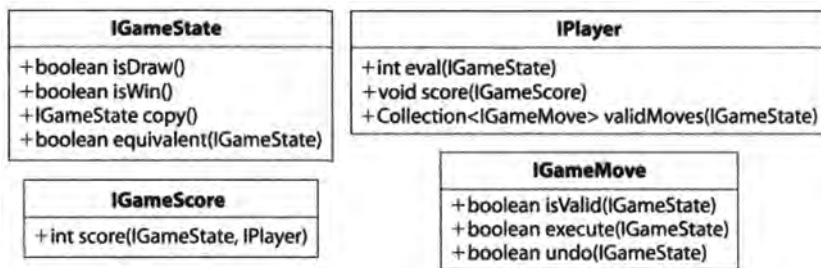 IGameState
+boolean isDraw()
+boolean isWin()
+IGameState copy()
+boolean equivalent(IGameState)
IPlayer
+int eval(IGameState)
+void score(IGameScore)
+Collection<IGameMove> validMoves(IGameState)
IGameScore
+int score(IGameState, IPlayer)
IGameMove
+boolean isValid(IGameState)
+boolean execute(IGameState)
+boolean undo(IGameState)